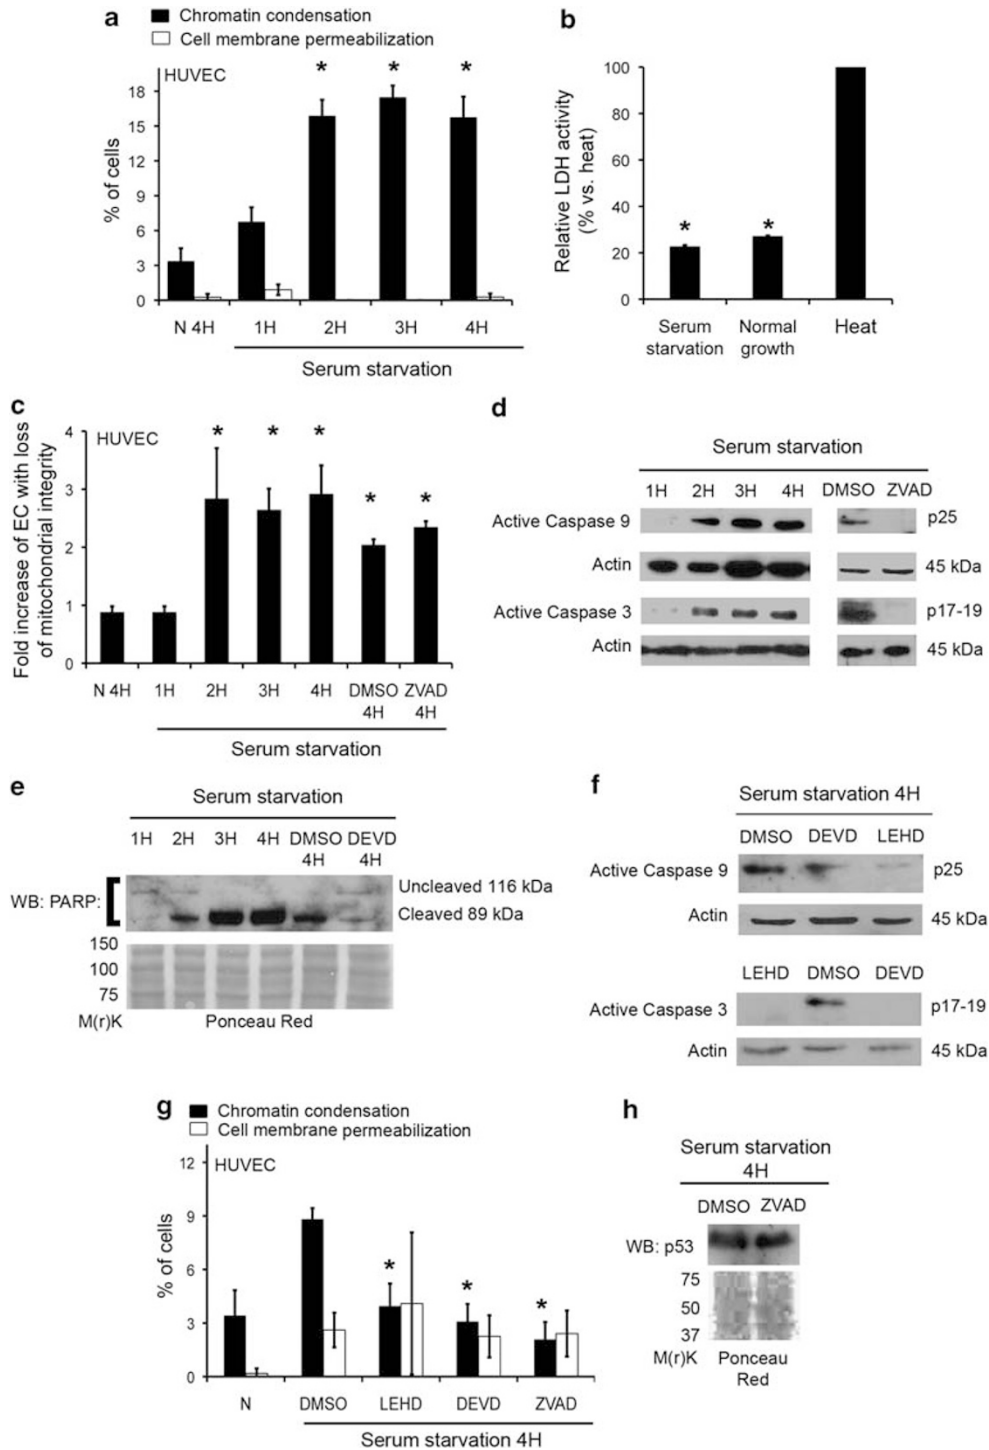 a
Chromatin condensation
Cell membrane permeabilization
HUVEC
* * *
% of cells
18
15
9
6
3
0
N 4H 1H 2H 3H 4H
Serum starvation
b
Relative LDH activity
(% vs. heat)
100
80
60
40
20
0
* *
Serum starvation
Normal growth
Heat
c
HUVEC
Fold increase of EC with loss
of mitochondrial integrity
4
3
2
1
0
* * * * *
N 4H 1H 2H 3H 4H DMSO 4H ZVAD 4H
Serum starvation
d
Serum starvation
1H 2H 3H 4H DMSO ZVAD
Active Caspase 9 p25
Actin 45 kDa
Active Caspase 3 p17-19
Actin 45 kDa
e
Serum starvation
1H 2H 3H 4H DMSO 4H DEVD 4H
WB: PARP:
Uncleaved 116 kDa
Cleaved 89 kDa
150
100
75
M(r)K Ponceau Red
f
Serum starvation 4H
DMSO DEVD LEHD
Active Caspase 9 p25
Actin 45 kDa
LEHD DMSO DEVD
Active Caspase 3 p17-19
Actin 45 kDa
g
Chromatin condensation
Cell membrane permeabilization
HUVEC
% of cells
12
9
6
3
0
* * *
N DMSO LEHD DEVD ZVAD
Serum starvation 4H
h
Serum starvation
4H
DMSO ZVAD
WB: p53
75
50
37
M(r)K Ponceau
Red